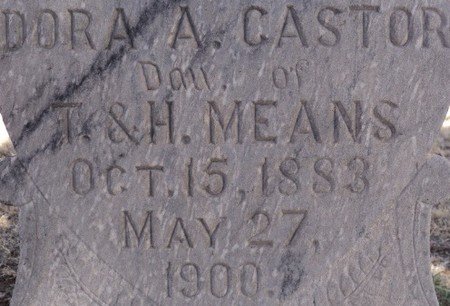 DORA A. CASTOR
Dau. of
T. & H. MEANS
OCT. 15, 1883
MAY 27,
1900.